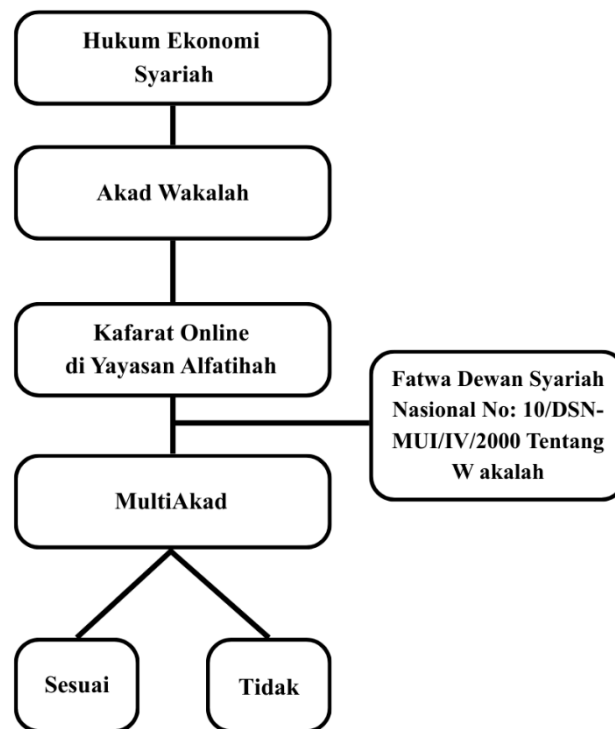 Hukum Ekonomi
Syariah
Akad Wakalah
Kafarat Online
di Yayasan Alfatihah
Fatwa Dewan Syariah
Nasional No: 10/DSN-
MUI/IV/2000 Tentang
W akalah
MultiAkad
Sesuai
Tidak